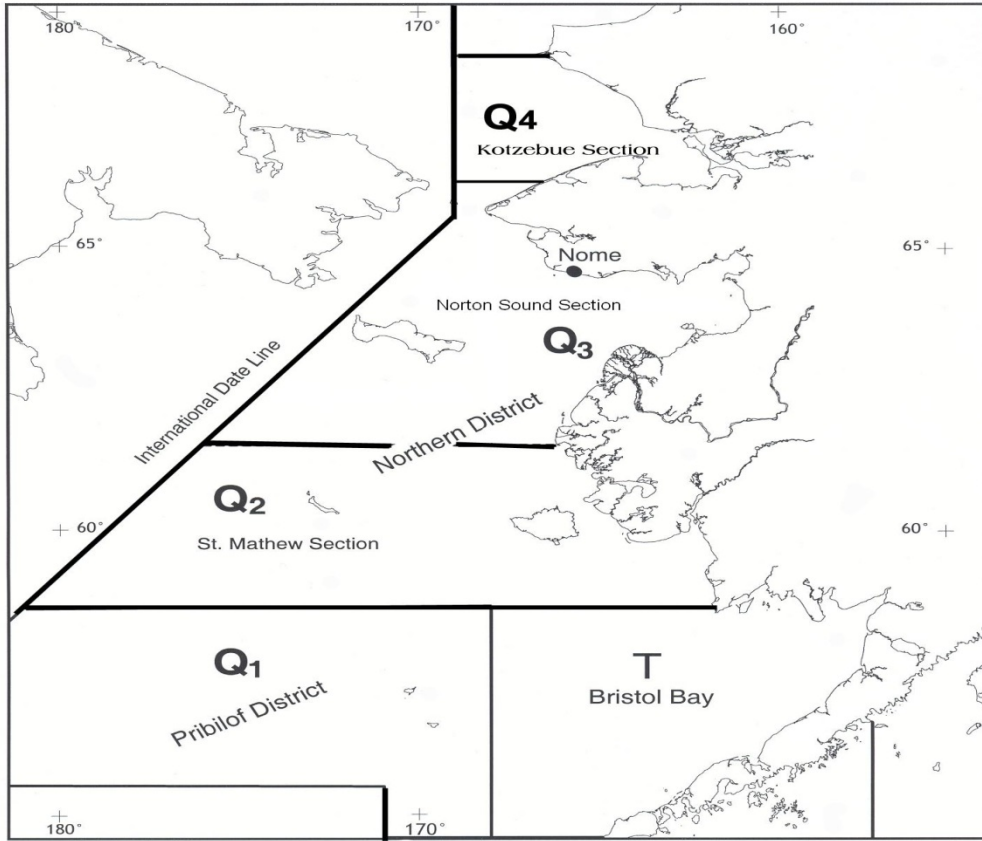 180°
170°
160°
Q4
Kotzebue Section
65°
65°
Nome
Norton Sound Section
Q3
International Date Line
Northern District
Q2
60°
60°
St. Mathew Section
Q1
T
Pribilof District
Bristol Bay
180°
170°